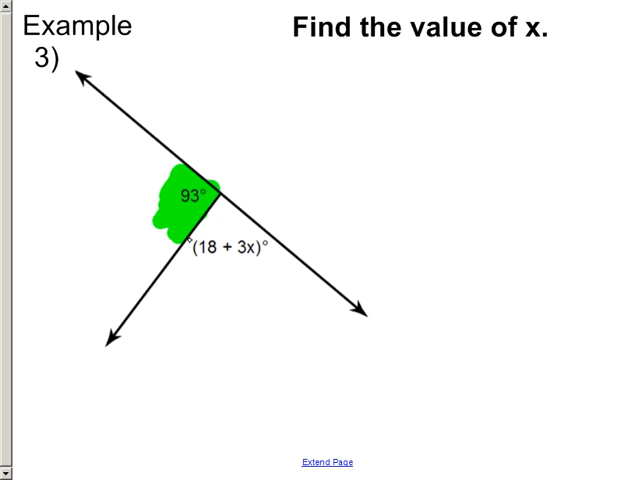 Example
3)
Find the value of x.
93°
(18 + 3x)°
Extend Page